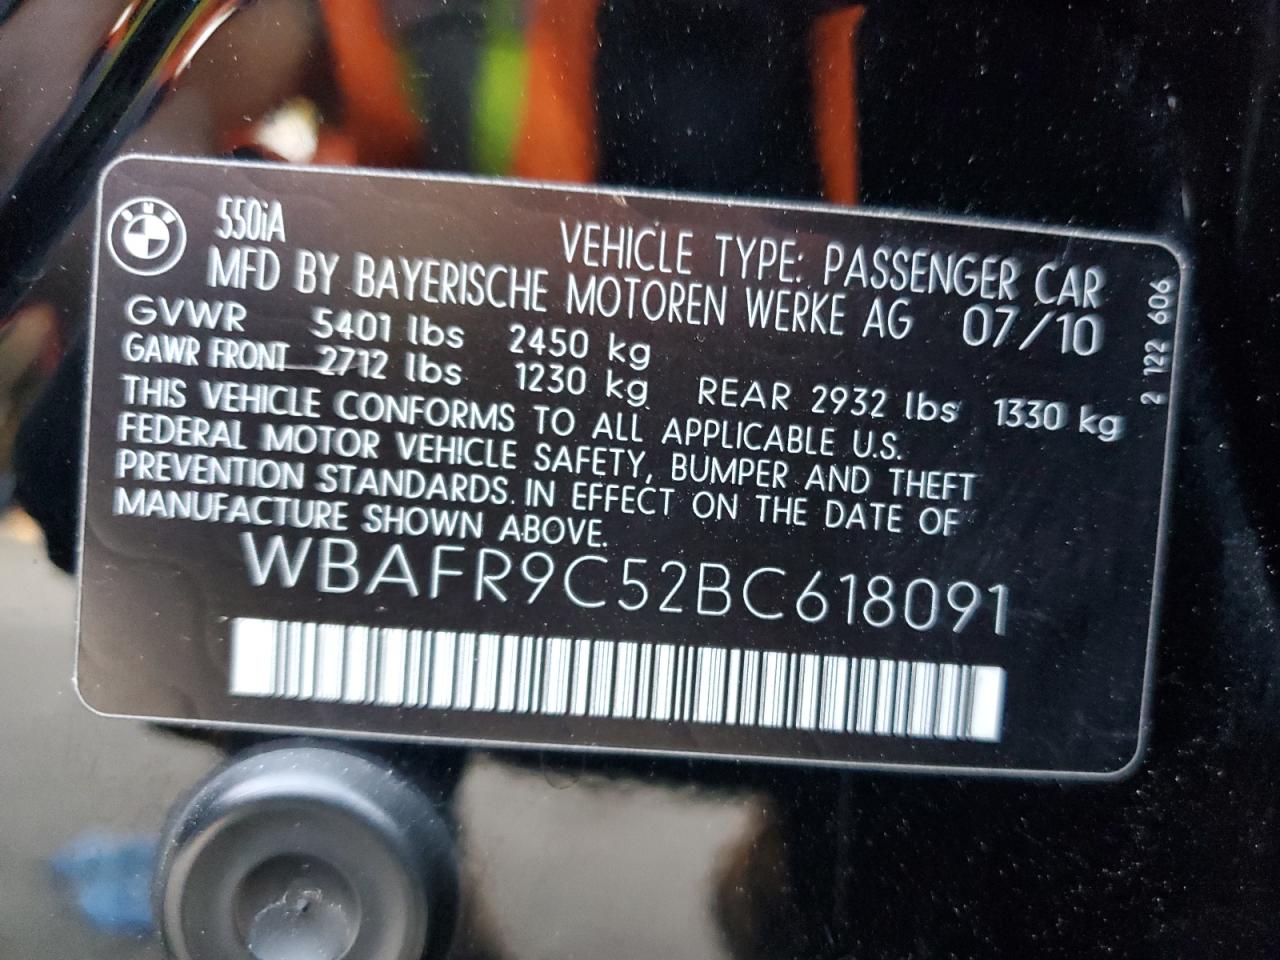 BMW
550iA
VEHICLE TYPE: PASSENGER CAR
MFD BY BAYERISCHE MOTOREN WERKE AG 07/10
GVWR 5401 lbs 2450 kg
GAWR FRONT 2712 lbs 1230 kg REAR 2932 lbs 1330 kg
THIS VEHICLE CONFORMS TO ALL APPLICABLE U.S.
FEDERAL MOTOR VEHICLE SAFETY, BUMPER AND THEFT
PREVENTION STANDARDS IN EFFECT ON THE DATE OF
MANUFACTURE SHOWN ABOVE.
WBAFR9C52BC618091
2 122 606